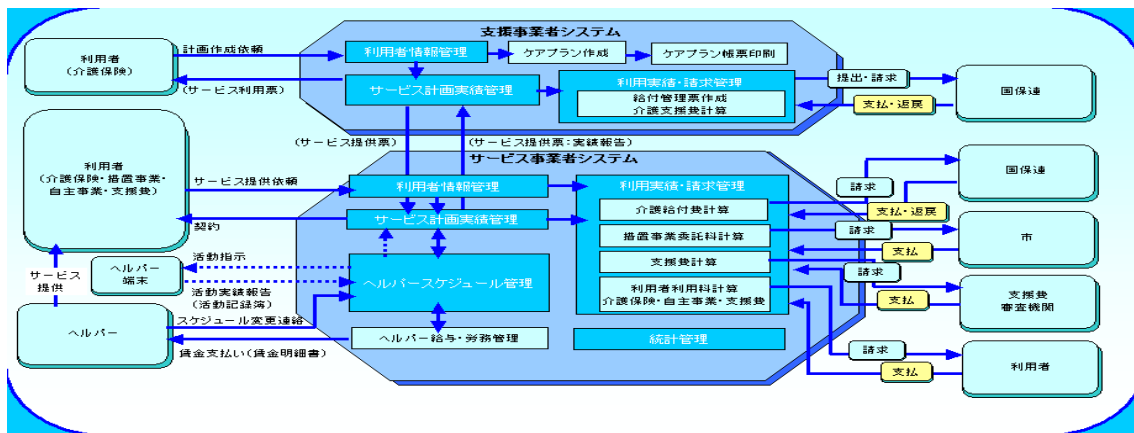 支援事業者システム
利用者
(介護保険)
計画作成依頼
(サービス利用票)
利用者情報管理
ケアプラン作成
ケアプラン帳票印刷
サービス計画実績管理
利用実績・請求管理
給付管理票作成
介護支援費計算
提出・請求
支払・返戻
国保連
(サービス提供票)
(サービス提供票:実績報告)
サービス事業者システム
利用者
(介護保険・措置事業・
自主事業・支援費)
サービス提供依頼
契約
利用者情報管理
サービス計画実績管理
利用実績・請求管理
介護給付費計算
措置事業委託料計算
支援費計算
利用者利用料計算
介護保険・自主事業・支援費
請求
支払・返戻
国保連
請求
支払
市
請求
支払
支援費
審査機関
請求
支払
利用者
サービス
提供
ヘルパー
端末
活動指示
活動実績報告
(活動記録簿)
ヘルパースケジュール管理
ヘルパー
スケジュール変更連絡
賃金支払い(賃金明細書)
ヘルパー給与・労務管理
統計管理